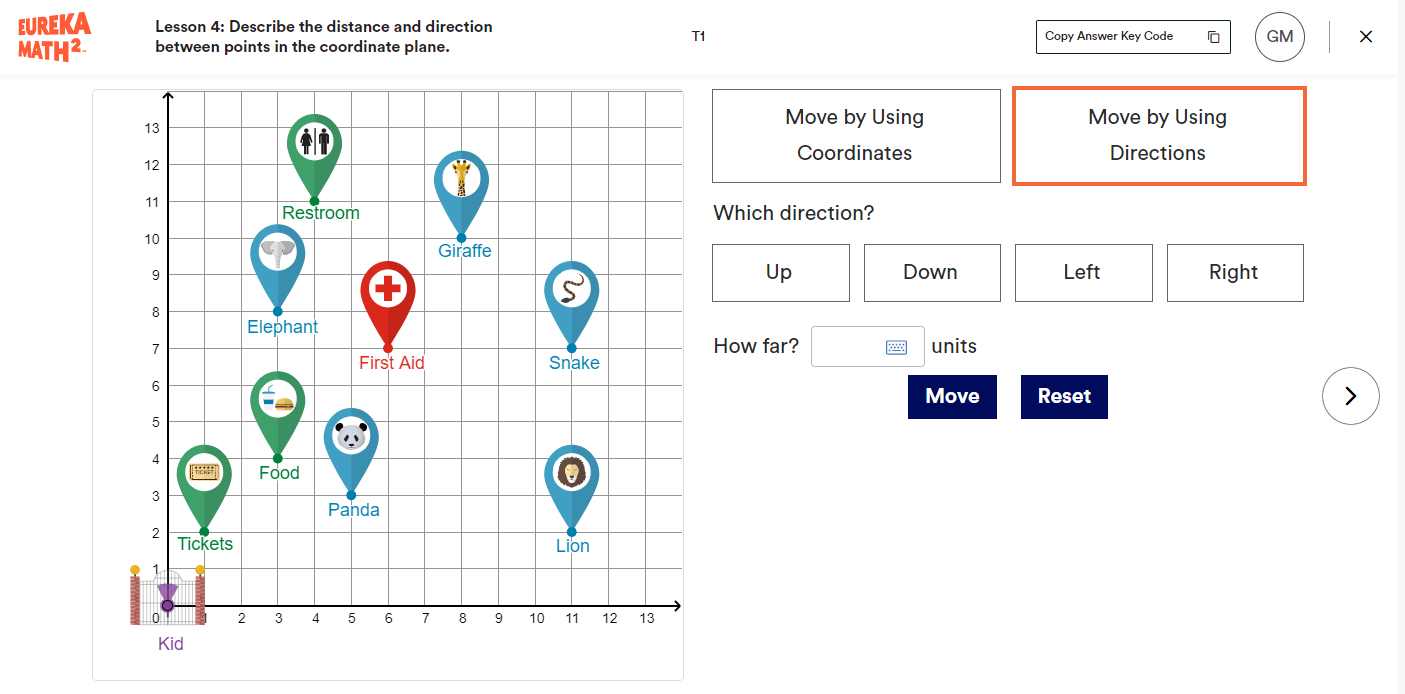 EUREKA
MATH²™
Lesson 4: Describe the distance and direction
between points in the coordinate plane.
T1
Copy Answer Key Code
GM
Move by Using
Coordinates
Move by Using
Directions
Which direction?
Up
Down
Left
Right
How far?
units
Move
Reset
13
12
11
10
9
8
7
6
5
4
3
2
1
0
Restroom
Giraffe
Elephant
First Aid
Snake
Food
TICKET
Panda
Tickets
Lion
1 2 3 4 5 6 7 8 9 10 11 12 13
Kid